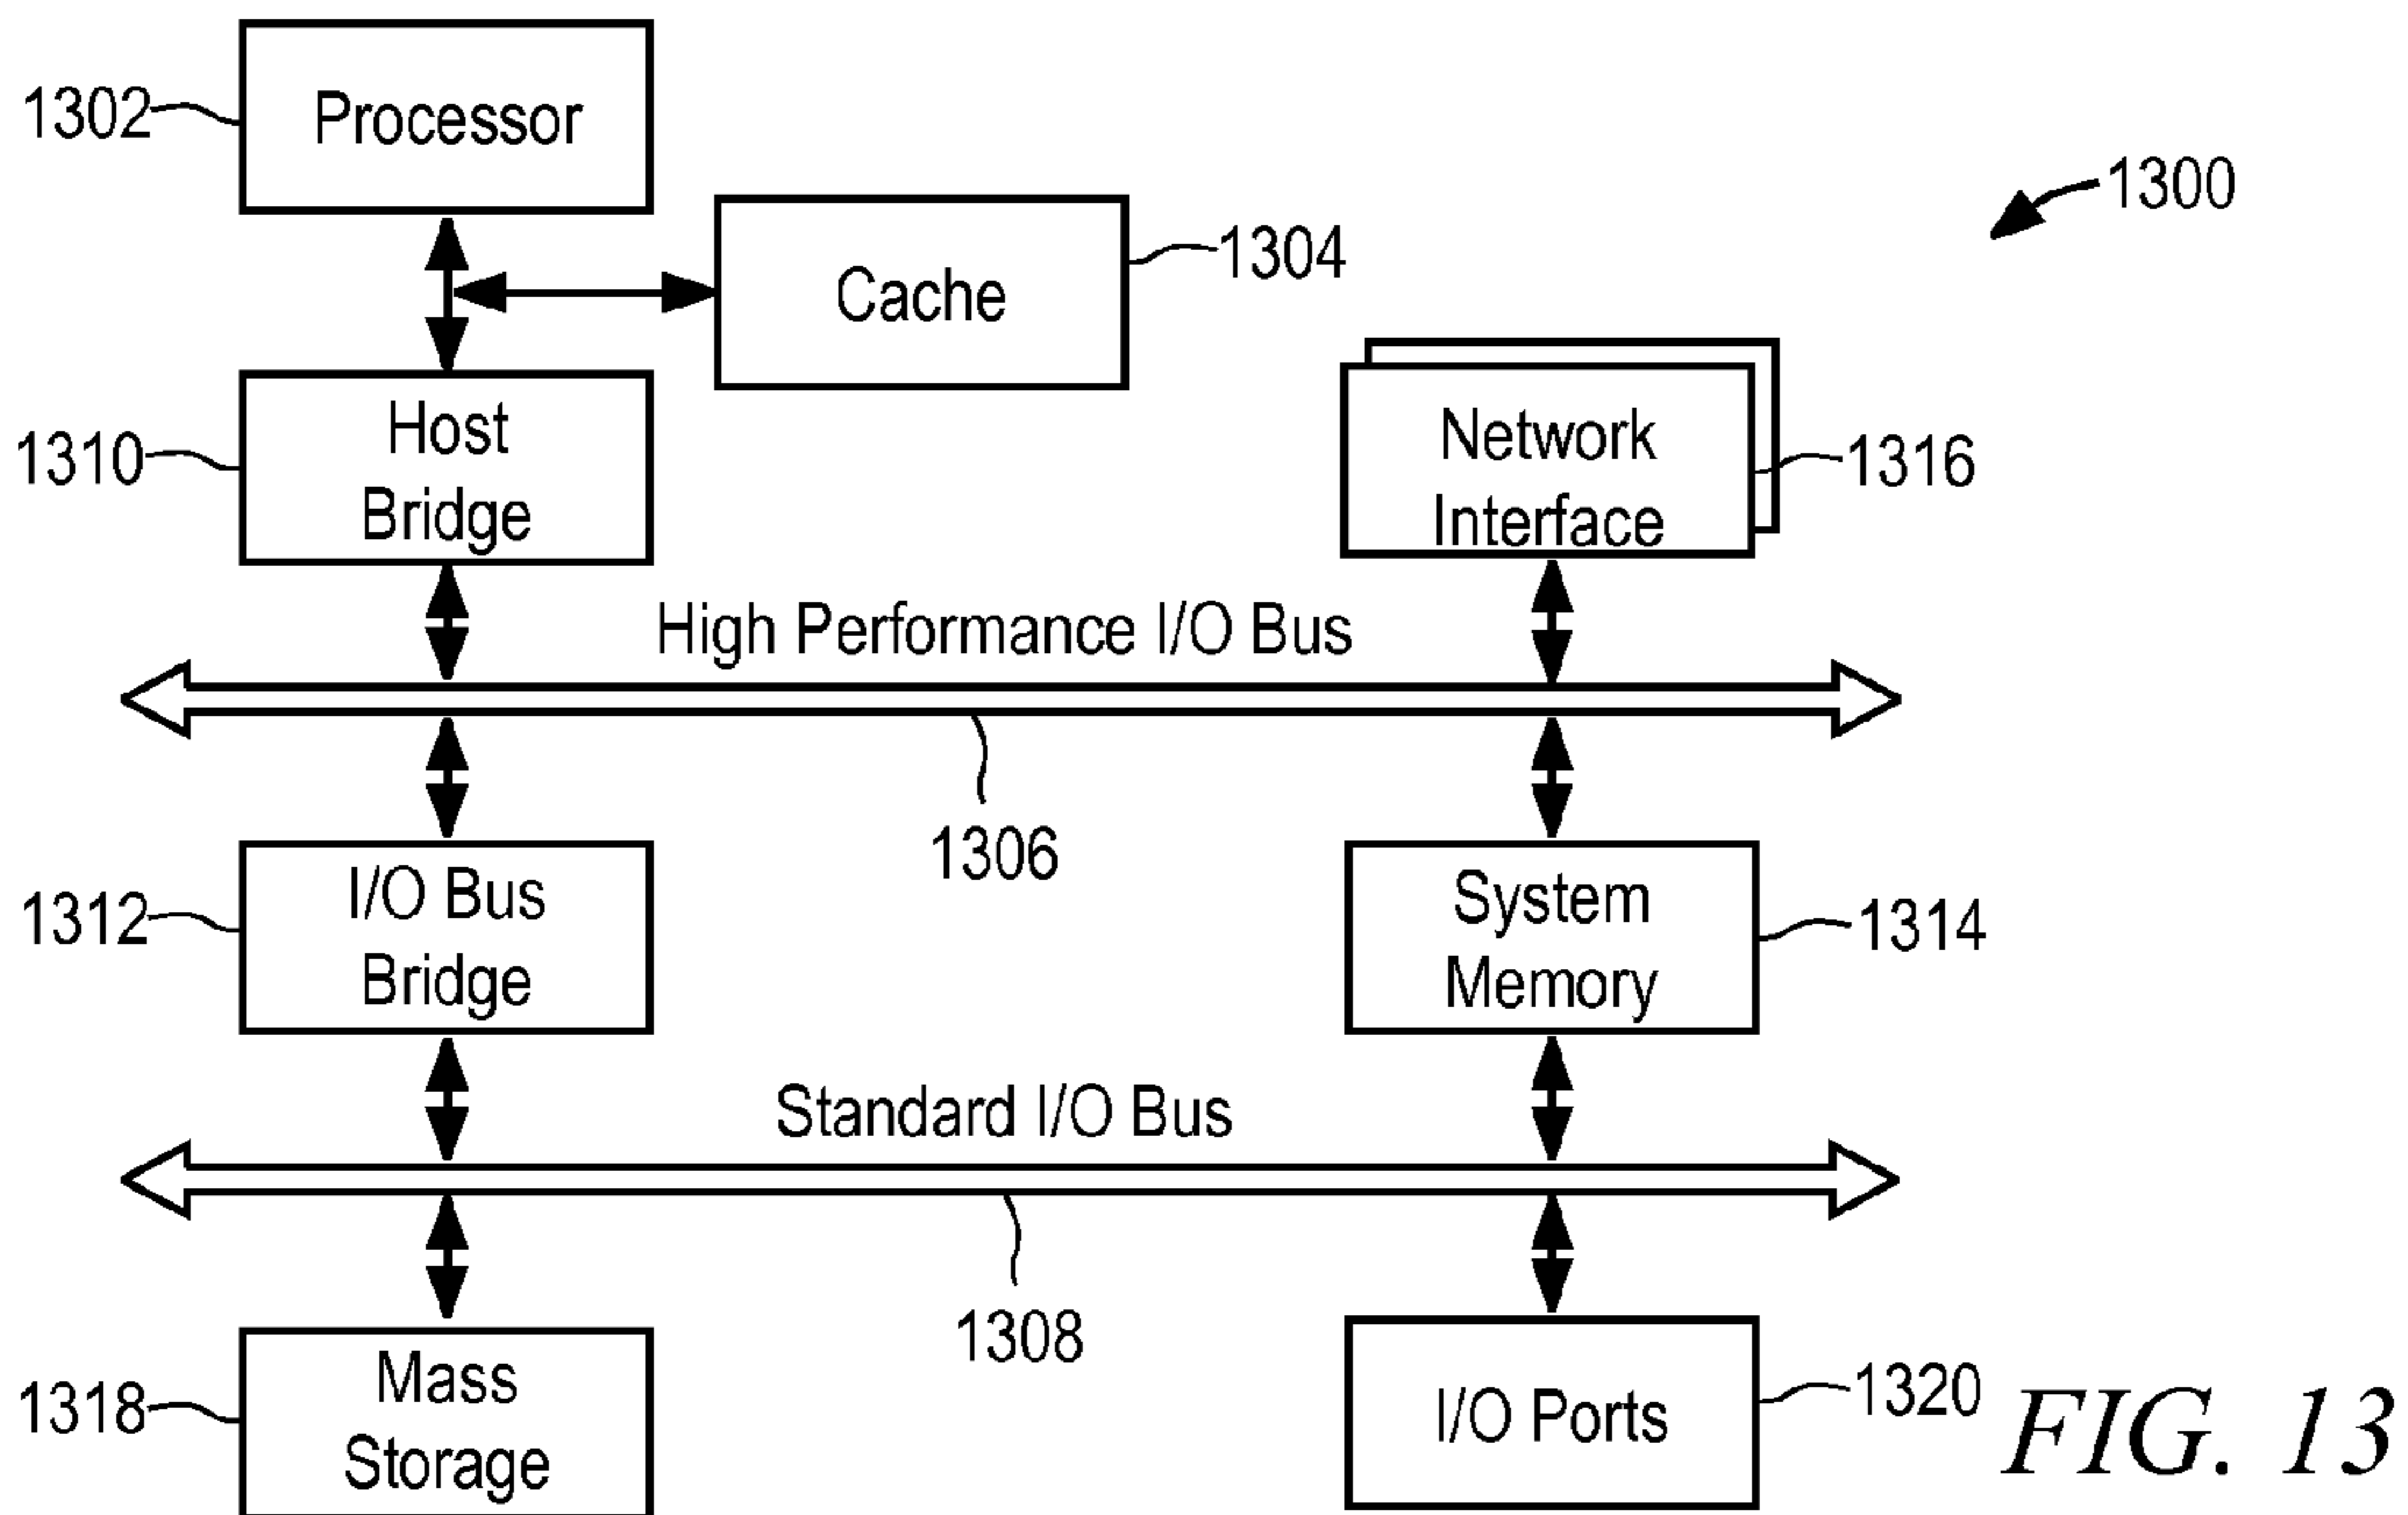 1302
Processor
1300
1304
Cache
1310
Host
Bridge
Network
Interface
1316
High Performance I/O Bus
1306
1312
I/O Bus
Bridge
System
Memory
1314
Standard I/O Bus
1308
1318
Mass
Storage
I/O Ports
1320
FIG. 13